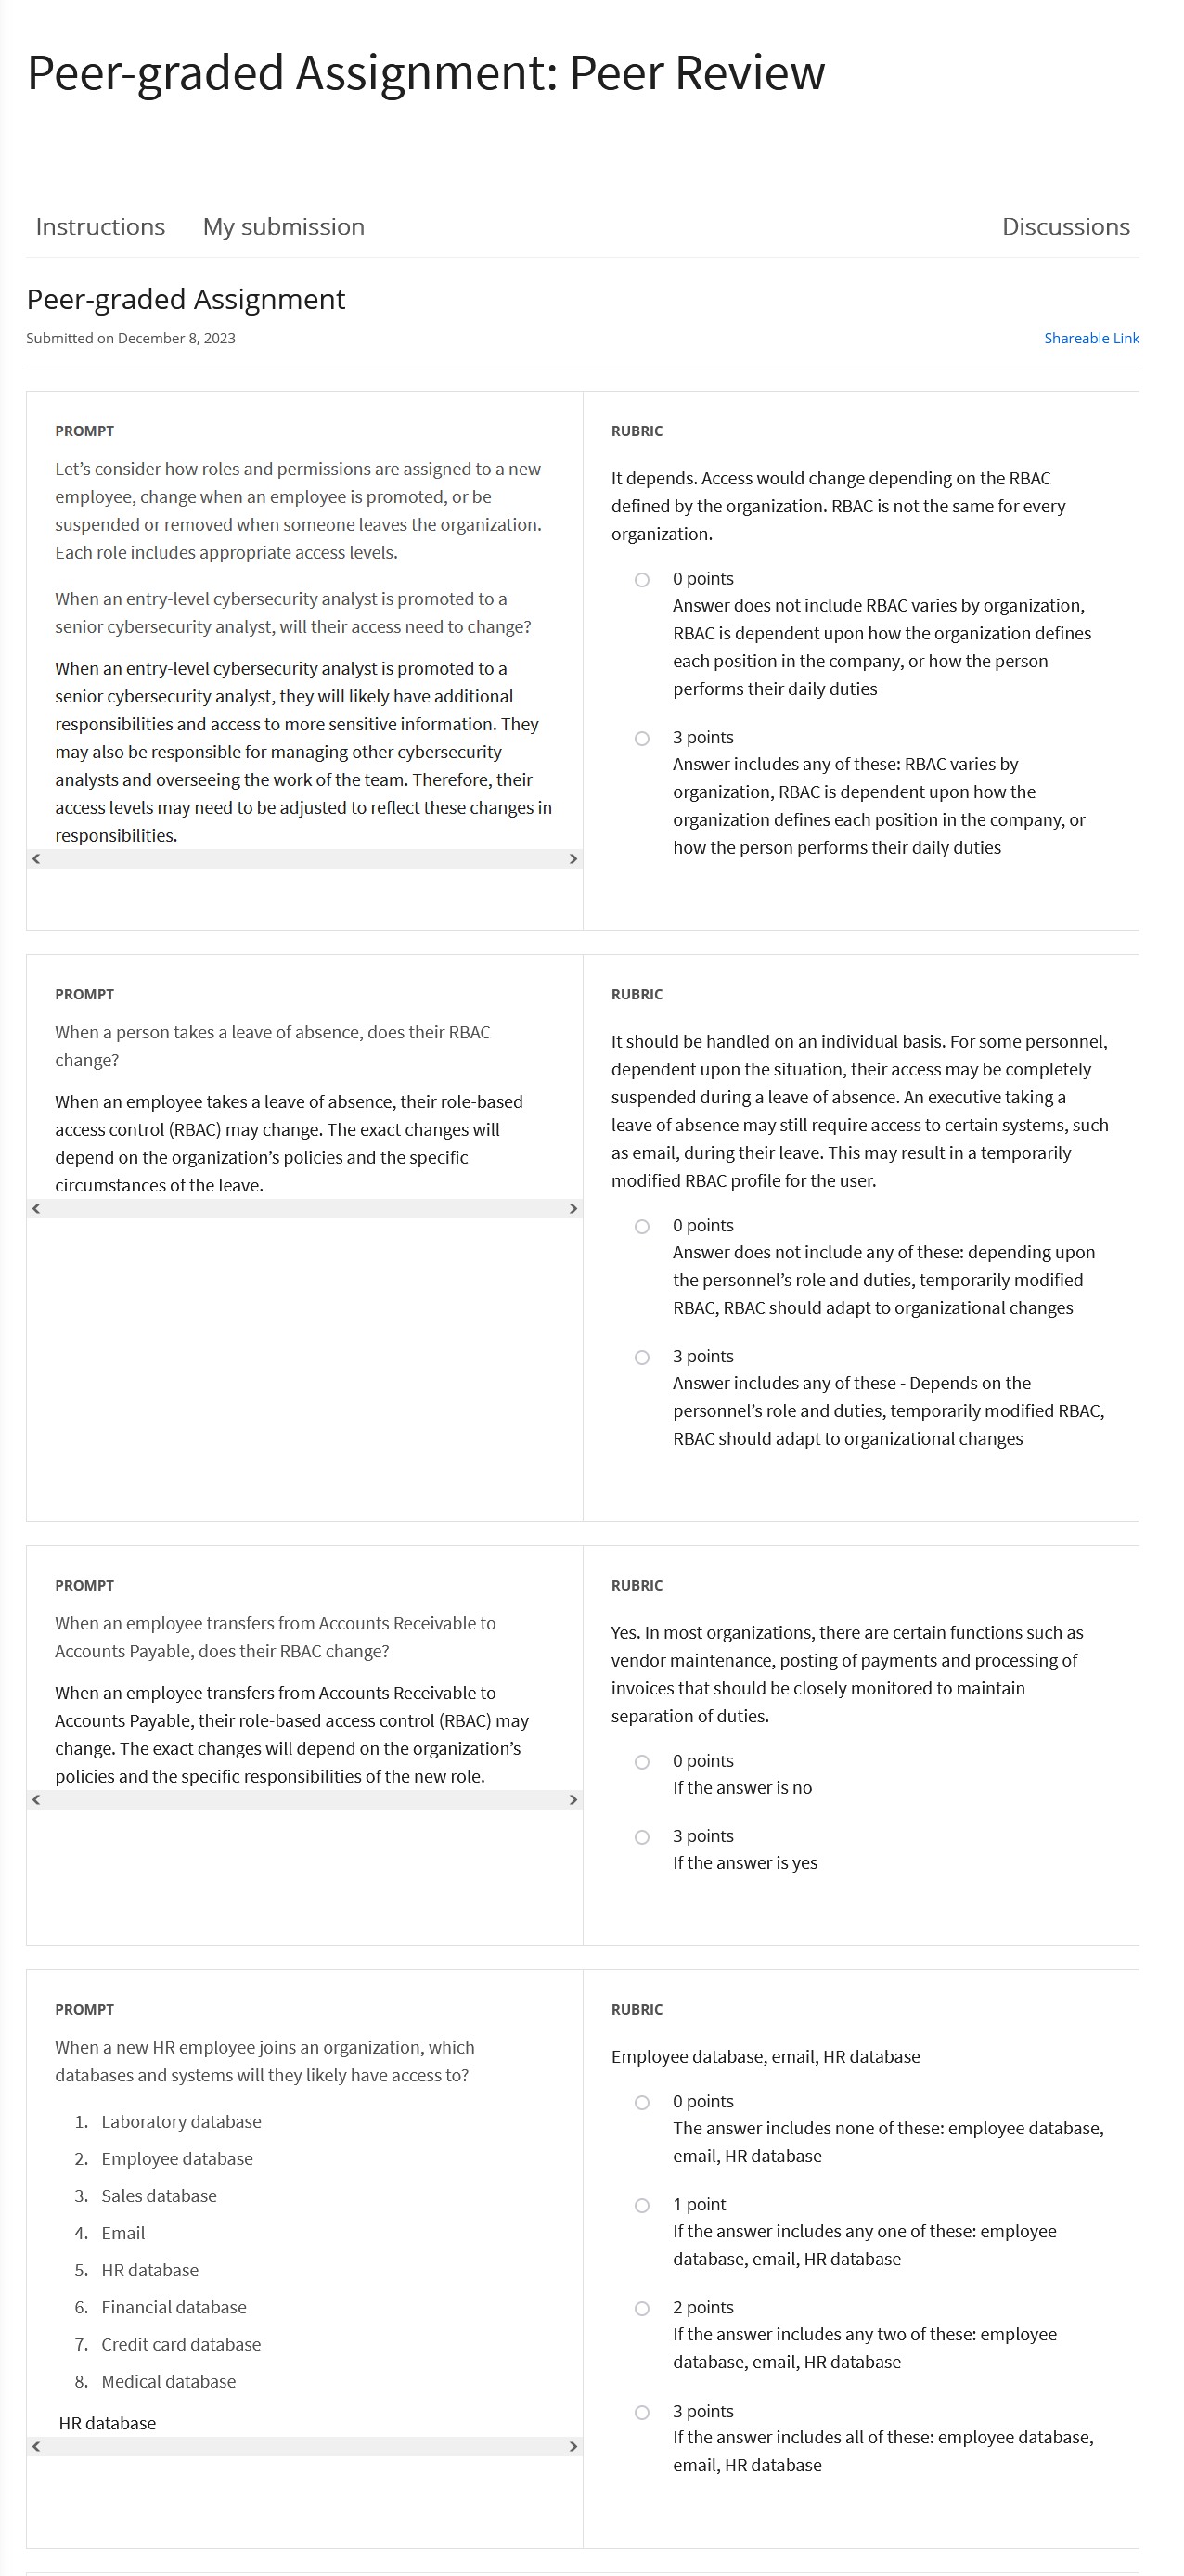 Peer-graded Assignment: Peer Review
Instructions My submission Discussions
Peer-graded Assignment
Submitted on December 8, 2023 Shareable Link
PROMPT
Let’s consider how roles and permissions are assigned to a new
employee, change when an employee is promoted, or be
suspended or removed when someone leaves the organization.
Each role includes appropriate access levels.
When an entry-level cybersecurity analyst is promoted to a
senior cybersecurity analyst, will their access need to change?
When an entry-level cybersecurity analyst is promoted to a
senior cybersecurity analyst, they will likely have additional
responsibilities and access to more sensitive information. They
may also be responsible for managing other cybersecurity
analysts and overseeing the work of the team. Therefore, their
access levels may need to be adjusted to reflect these changes in
responsibilities.
RUBRIC
It depends. Access would change depending on the RBAC
defined by the organization. RBAC is not the same for every
organization.
0 points
Answer does not include RBAC varies by organization,
RBAC is dependent upon how the organization defines
each position in the company, or how the person
performs their daily duties
3 points
Answer includes any of these: RBAC varies by
organization, RBAC is dependent upon how the
organization defines each position in the company, or
how the person performs their daily duties
PROMPT
When a person takes a leave of absence, does their RBAC
change?
When an employee takes a leave of absence, their role-based
access control (RBAC) may change. The exact changes will
depend on the organization’s policies and the specific
circumstances of the leave.
RUBRIC
It should be handled on an individual basis. For some personnel,
dependent upon the situation, their access may be completely
suspended during a leave of absence. An executive taking a
leave of absence may still require access to certain systems, such
as email, during their leave. This may result in a temporarily
modified RBAC profile for the user.
0 points
Answer does not include any of these: depending upon
the personnel’s role and duties, temporarily modified
RBAC, RBAC should adapt to organizational changes
3 points
Answer includes any of these - Depends on the
personnel’s role and duties, temporarily modified RBAC,
RBAC should adapt to organizational changes
PROMPT
When an employee transfers from Accounts Receivable to
Accounts Payable, does their RBAC change?
When an employee transfers from Accounts Receivable to
Accounts Payable, their role-based access control (RBAC) may
change. The exact changes will depend on the organization’s
policies and the specific responsibilities of the new role.
RUBRIC
Yes. In most organizations, there are certain functions such as
vendor maintenance, posting of payments and processing of
invoices that should be closely monitored to maintain
separation of duties.
0 points
If the answer is no
3 points
If the answer is yes
PROMPT
When a new HR employee joins an organization, which
databases and systems will they likely have access to?
1. Laboratory database
2. Employee database
3. Sales database
4. Email
5. HR database
6. Financial database
7. Credit card database
8. Medical database
HR database
RUBRIC
Employee database, email, HR database
0 points
The answer includes none of these: employee database,
email, HR database
1 point
If the answer includes any one of these: employee
database, email, HR database
2 points
If the answer includes any two of these: employee
database, email, HR database
3 points
If the answer includes all of these: employee database,
email, HR database